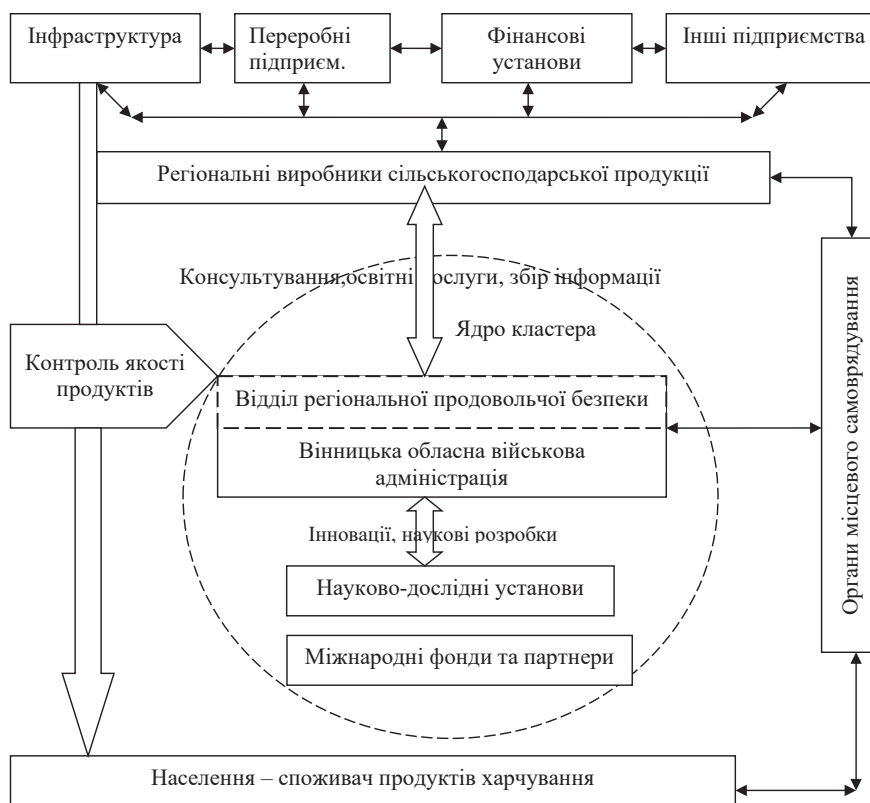 Інфраструктура
Переробні
підприєм.
Фінансові
установи
Інші підприємства
Регіональні виробники сільськогосподарської продукції
Консультування,освітні послуги, збір інформації
Ядро кластера
Контроль якості
продуктів
Відділ регіональної продовольчої безпеки
Вінницька обласна військова
адміністрація
Інновації, наукові розробки
Науково-дослідні установи
Міжнародні фонди та партнери
Органи місцевого самоврядування
Населення – споживач продуктів харчування